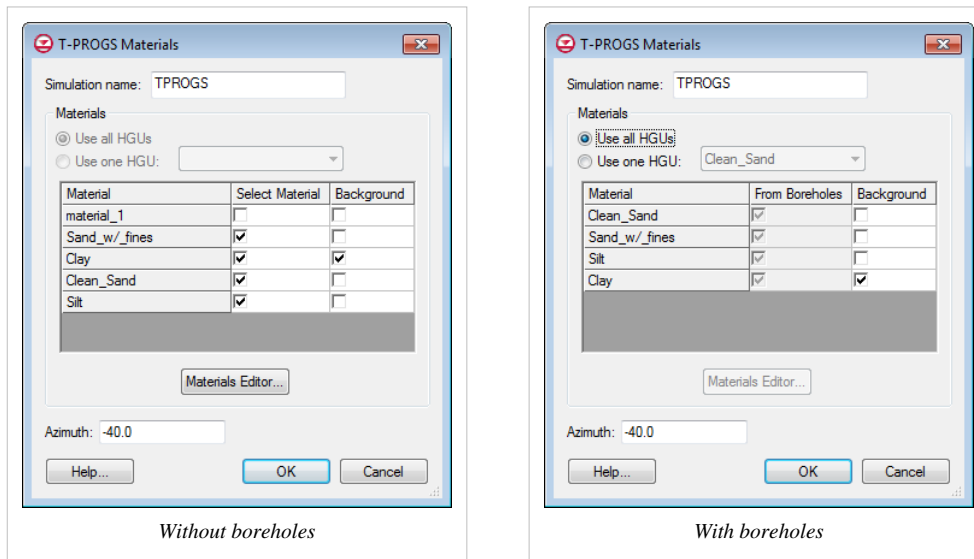 T-PROGS Materials
Simulation name: TPROGS
Materials
Use all HGUs
Use one HGU:
Material Select Material Background
material_1
Sand_w/_fines
Clay
Clean_Sand
Silt
Materials Editor...
Azimuth: -40.0
Help... OK Cancel
Without boreholes
T-PROGS Materials
Simulation name: TPROGS
Materials
Use all HGUs
Use one HGU: Clean_Sand
Material From Boreholes Background
Clean_Sand
Sand_w/_fines
Silt
Clay
Materials Editor...
Azimuth: -40.0
Help... OK Cancel
With boreholes